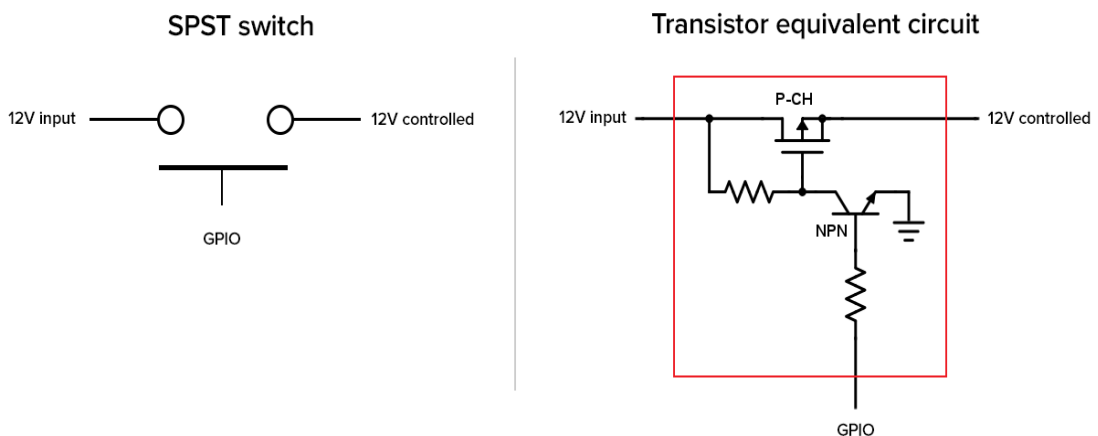 SPST switch
12V input
12V controlled
GPIO
Transistor equivalent circuit
P-CH
12V input
12V controlled
NPN
GPIO